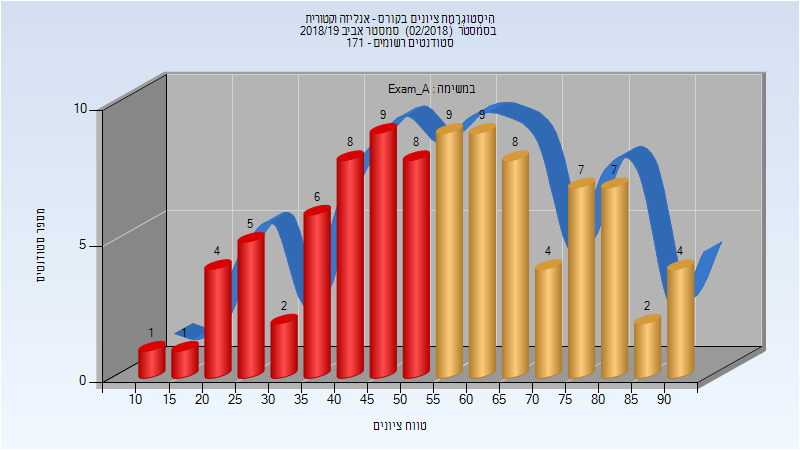 היסטוגרמת ציונים בקורס - אנליזה וקטורית
בסמסטר (02/2018) סמסטר אביב 2018/19
סטודנטים רשומים - 171
במשימה : Exam_A
10
5
0
מספר סטודנטים
1 1 4 5 2 6 8 9 8 9 9 8 4 7 7 2 4
10 15 20 25 30 35 40 45 50 55 60 65 70 75 80 85 90
טווח ציונים